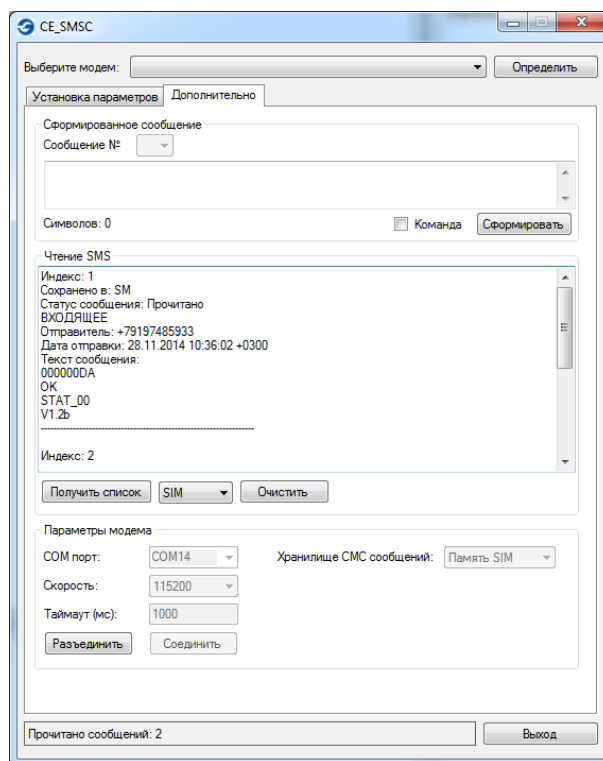 CE_SMSC
Выберите модем: Определить
Установка параметров Дополнительно
Сформированное сообщение
Сообщение №
Символов: 0 Команда Сформировать
Чтение SMS
Индекс: 1
Сохранено в: SM
Статус сообщения: Прочитано
ВХОДЯЩЕЕ
Отправитель: +79197485933
Дата отправки: 28.11.2014 10:36:02 +0300
Текст сообщения:
000000DA
OK
STAT_00
V1.2b
----------------------------------------------------------------------
Индекс: 2
Получить список SIM Очистить
Параметры модема
COM порт: COM14 Хранилище СМС сообщений: Память SIM
Скорость: 115200
Таймаут (мс): 1000
Разъединить Соединить
Прочитано сообщений: 2 Выход